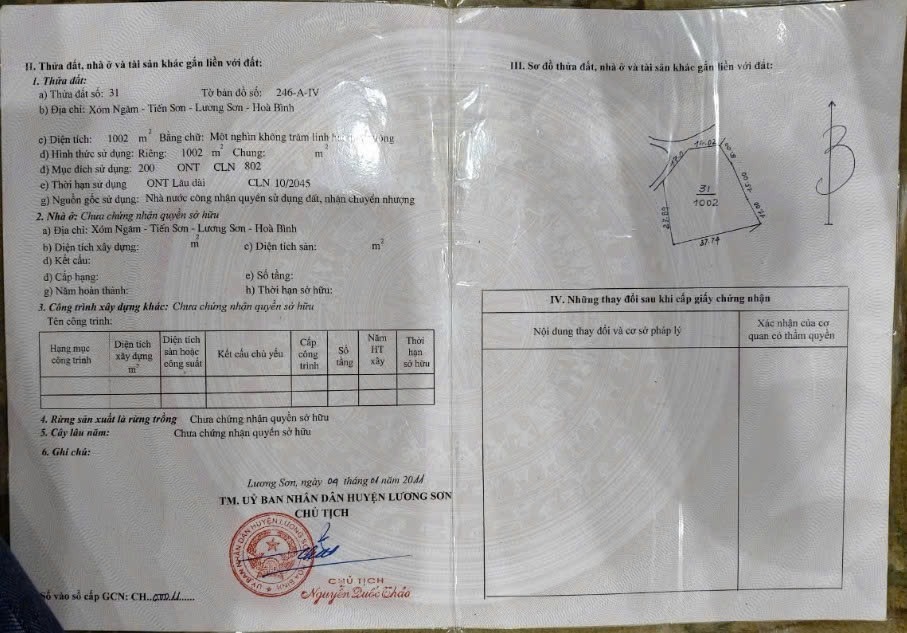 II. Thửa đất, nhà ở và tài sản khác gắn liền với đất:
1. Thửa đất:
a) Thửa đất số: 31 Tờ bản đồ số: 246-A-IV
b) Địa chỉ: Xóm Ngâm - Tiến Sơn - Lương Sơn - Hoà Bình
c) Diện tích: 1002 m² Bằng chữ: Một nghìn không trăm linh
d) Hình thức sử dụng: Riêng: 1002 m² Chung: m²
đ) Mục đích sử dụng: 200 ONT CLN 802
e) Thời hạn sử dụng ONT Lâu dài CLN 10/2045
g) Nguồn gốc sử dụng: Nhà nước công nhận quyền sử dụng đất, nhận chuyển nhượng
2. Nhà ở: Chưa chứng nhận quyền sở hữu
a) Địa chỉ: Xóm Ngâm - Tiến Sơn - Lương Sơn - Hoà Bình
b) Diện tích xây dựng: m² c) Diện tích sàn: m²
d) Kết cấu:
đ) Cấp hạng: e) Số tầng:
g) Năm hoàn thành: h) Thời hạn sở hữu:
3. Công trình xây dựng khác: Chưa chứng nhận quyền sở hữu
Tên công trình:
Hạng mục công trình
Diện tích xây dựng m²
Diện tích sàn hoặc công suất
Kết cấu chủ yếu
Cấp công trình
Số tầng
Năm HT xây
Thời hạn sở hữu
4. Rừng sản xuất là rừng trồng Chưa chứng nhận quyền sở hữu
5. Cây lâu năm: Chưa chứng nhận quyền sở hữu
6. Ghi chú:
Lương Sơn, ngày 04 tháng 01 năm 2011
TM. UỶ BAN NHÂN DÂN HUYỆN LƯƠNG SƠN
CHỦ TỊCH
CHỦ TỊCH
Nguyễn Quốc Thảo
Số vào sổ cấp GCN: CH..00011......
III. Sơ đồ thửa đất, nhà ở và tài sản khác gắn liền với đất:
B
31
1002
37.74
IV. Những thay đổi sau khi cấp giấy chứng nhận
Nội dung thay đổi và cơ sở pháp lý
Xác nhận của cơ quan có thẩm quyền